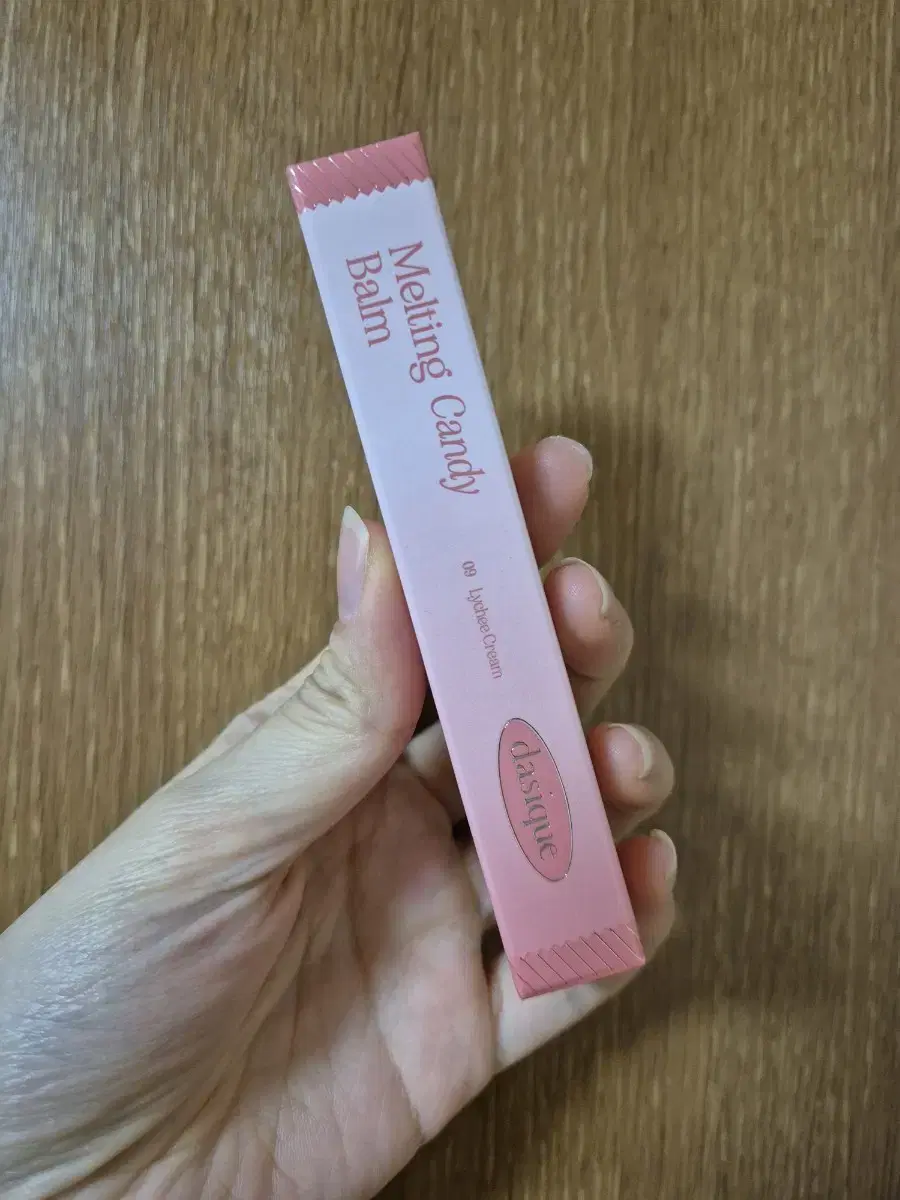 Melting Candy
Balm
09 Lychee Cream
dasique